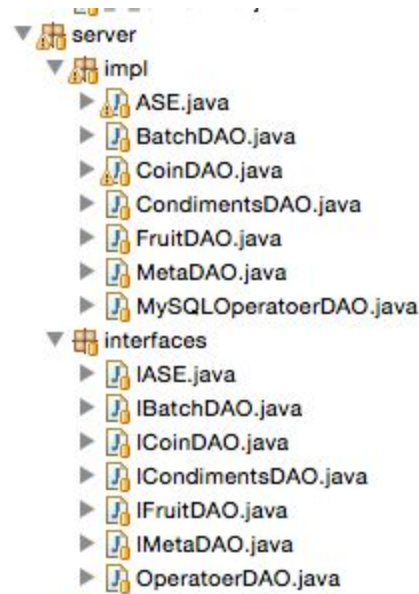 server
impl
ASE.java
BatchDAO.java
CoinDAO.java
CondimentsDAO.java
FruitDAO.java
MetaDAO.java
MySQLOperatoerDAO.java
interfaces
IASE.java
IBatchDAO.java
ICoinDAO.java
ICondimentsDAO.java
IFruitDAO.java
IMetaDAO.java
OperatoerDAO.java